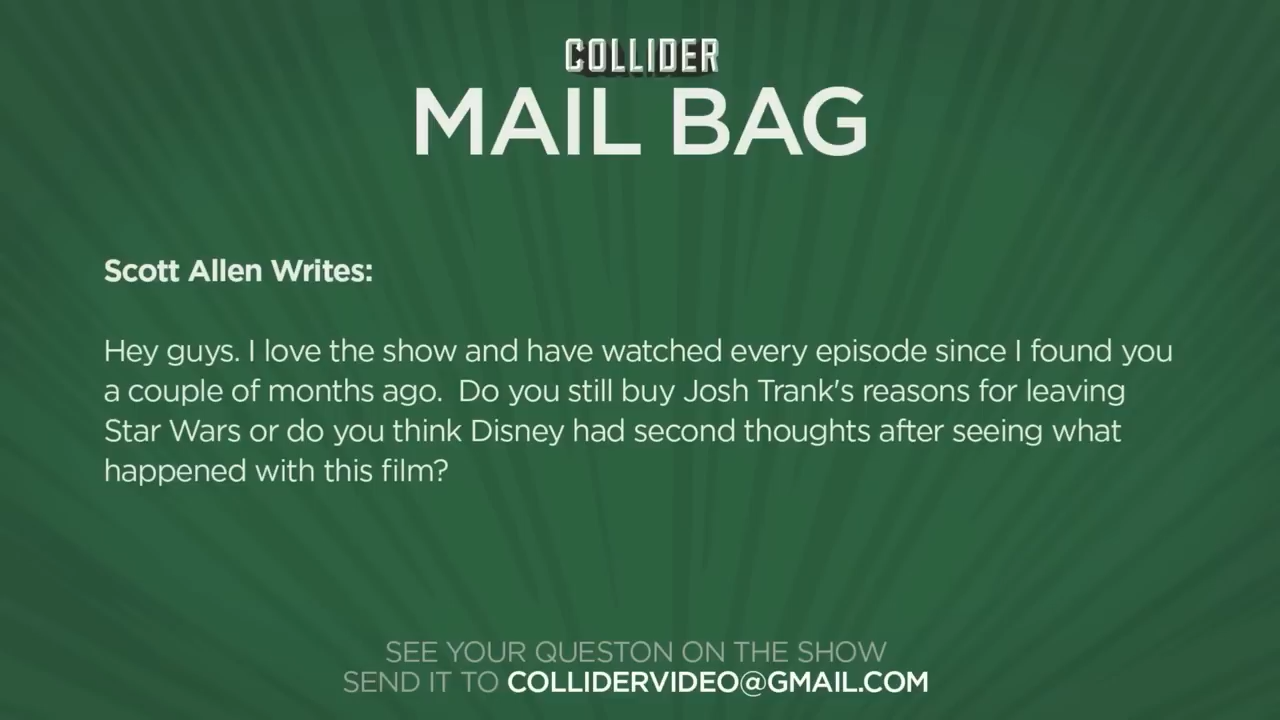 COLLIDER
MAIL BAG
Scott Allen Writes:
Hey guys. I love the show and have watched every episode since I found you
a couple of months ago.  Do you still buy Josh Trank's reasons for leaving
Star Wars or do you think Disney had second thoughts after seeing what
happened with this film?
SEE YOUR QUESTON ON THE SHOW
SEND IT TO COLLIDERVIDEO@GMAIL.COM